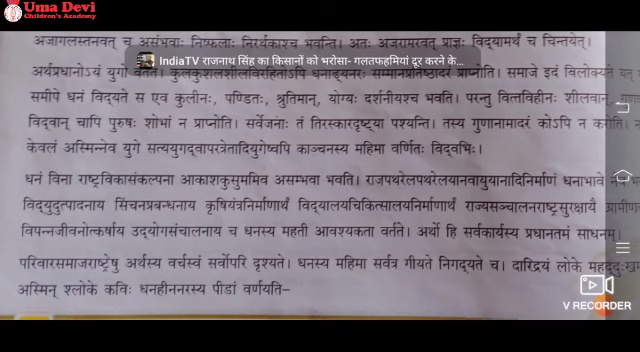 Uma Devi
Children's Academy
अजागलस्तनवत् च असंभवाः निष्फलाः निरर्थकाश्च भवन्ति। अतः अजरामरवत् प्राज्ञः विद्यामर्थं च चिन्तयेत्।
IndiaTV राजनाथ सिंह का किसानों को भरोसा- गलतफहमियां दूर करने के...
अर्थप्रधानोऽयं युगो वर्तते। कुलकुशलशीलविरहितोऽपि धनाढ्यनरः सम्मानप्रतिष्ठादरं प्राप्नोति। समाजे इदं विलोक्यते यत्
समीपे धनं विद्यते स एव कुलीनः, पण्डितः, श्रुतिमान्, योग्यः दर्शनीयश्च भवति। परन्तु वित्तविहीनः शीलवान्,
विद्वान् चापि पुरुषः शोभां न प्राप्नोति। सर्वेजनाः तं तिरस्कारदृष्ट्या पश्यन्ति। तस्य गुणानामादरं कोऽपि न करोति।
केवलं अस्मिन्नेव युगे सत्ययुगद्वापरत्रेतादियुगेष्वपि काञ्चनस्य महिमा वर्णितः विद्वभिः।
धनं विना राष्ट्रविकासंकल्पना आकाशकुसुममिव असम्भवा भवति। राजपथरेलपथरेलयानवायुयानादिनिर्माणं धनाभावे
विद्युदुत्पादनाय सिंचनप्रबन्धनाय कृषियंत्रनिर्माणार्थं विद्यालयचिकित्सालयनिर्माणार्थं राज्यसञ्चालनराष्ट्रसुरक्षायै
विपन्नजीवनोत्कर्षाय उद्योगसंचालनाय च धनस्य महती आवश्यकता वर्तते। अर्थो हि सर्वकार्यस्य प्रधानतमं साधनम्।
परिवारसमाजराष्ट्रेषु अर्थस्य वर्चस्वं सर्वोपरि दृश्यते। धनस्य महिमा सर्वत्र गीयते निगद्यते च। दारिद्र्यं लोके
अस्मिन् श्लोके कविः धनहीननरस्य पीडां वर्णयति–
V RECORDER